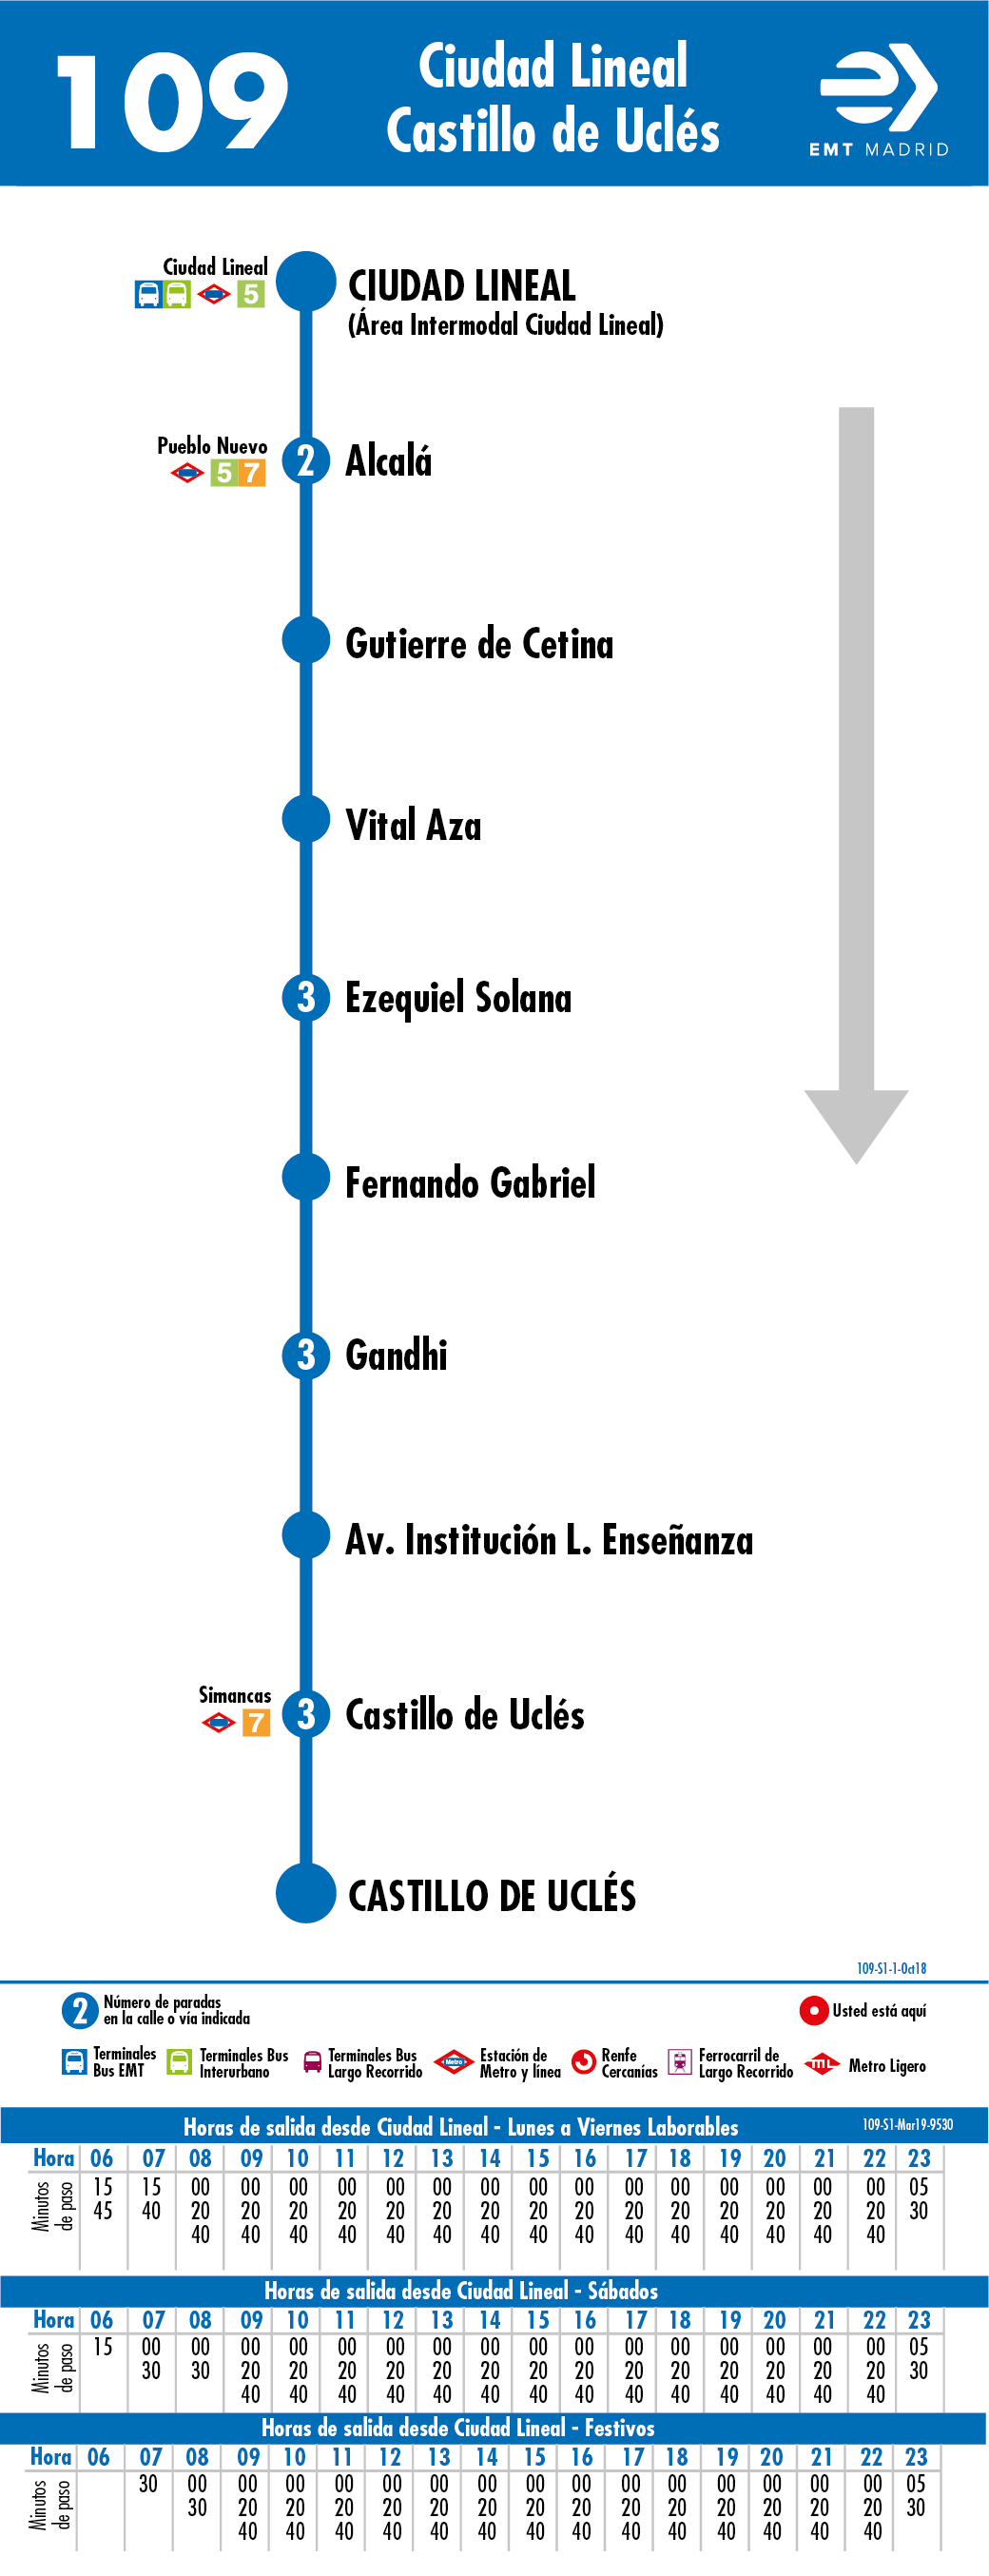 109
Ciudad Lineal
Castillo de Uclés
EMT MADRID
Ciudad Lineal
5
CIUDAD LINEAL
(Área Intermodal Ciudad Lineal)
Pueblo Nuevo
5 7
2 Alcalá
Gutierre de Cetina
Vital Aza
3 Ezequiel Solana
Fernando Gabriel
3 Gandhi
Av. Institución L. Enseñanza
Simancas
7
3 Castillo de Uclés
CASTILLO DE UCLÉS
109-S1-1-Oct18
2 Número de paradas
en la calle o vía indicada
Usted está aquí
Terminales
Bus EMT
Terminales Bus
Interurbano
Terminales Bus
Largo Recorrido
Metro
Estación de
Metro y línea
Renfe
Cercanías
Ferrocarril de
Largo Recorrido
ML
Metro Ligero
Horas de salida desde Ciudad Lineal - Lunes a Viernes Laborables 109-S1-Mar19-9530
Hora 06 07 08 09 10 11 12 13 14 15 16 17 18 19 20 21 22 23
Minutos
de paso
15 15 00 00 00 00 00 00 00 00 00 00 00 00 00 00 00 05
45 40 20 20 20 20 20 20 20 20 20 20 20 20 20 20 20 30
40 40 40 40 40 40 40 40 40 40 40 40 40 40 40
Horas de salida desde Ciudad Lineal - Sábados
Hora 06 07 08 09 10 11 12 13 14 15 16 17 18 19 20 21 22 23
Minutos
de paso
15 00 00 00 00 00 00 00 00 00 00 00 00 00 00 00 00 05
30 30 20 20 20 20 20 20 20 20 20 20 20 20 20 20 30
40 40 40 40 40 40 40 40 40 40 40 40 40 40
Horas de salida desde Ciudad Lineal - Festivos
Hora 06 07 08 09 10 11 12 13 14 15 16 17 18 19 20 21 22 23
Minutos
de paso
30 00 00 00 00 00 00 00 00 00 00 00 00 00 00 00 05
30 20 20 20 20 20 20 20 20 20 20 20 20 20 20 30
40 40 40 40 40 40 40 40 40 40 40 40 40 40